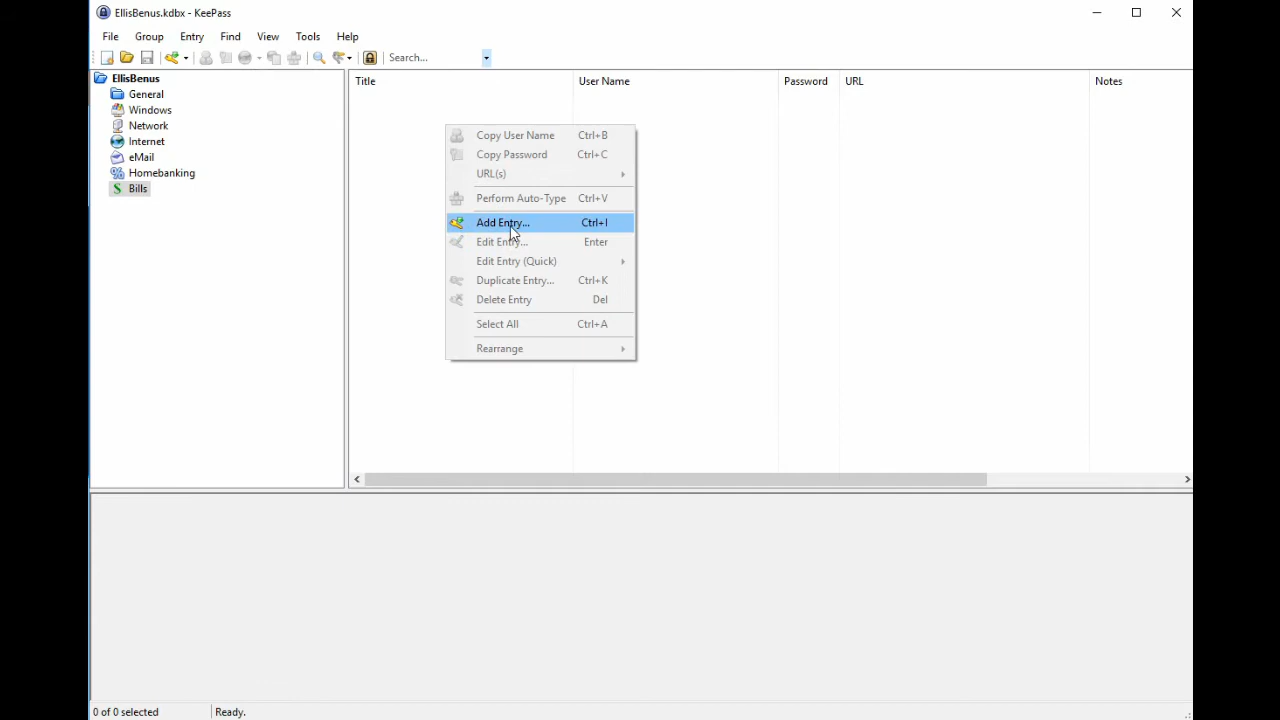 EllisBenus.kdbx - KeePass
File Group Entry Find View Tools Help
Search...
EllisBenus
General
Windows
Network
Internet
eMail
Homebanking
Bills
Title User Name Password URL Notes
Copy User Name Ctrl+B
Copy Password Ctrl+C
URL(s)
Perform Auto-Type Ctrl+V
Add Entry... Ctrl+I
Edit Entry... Enter
Edit Entry (Quick)
Duplicate Entry... Ctrl+K
Delete Entry Del
Select All Ctrl+A
Rearrange
0 of 0 selected Ready.